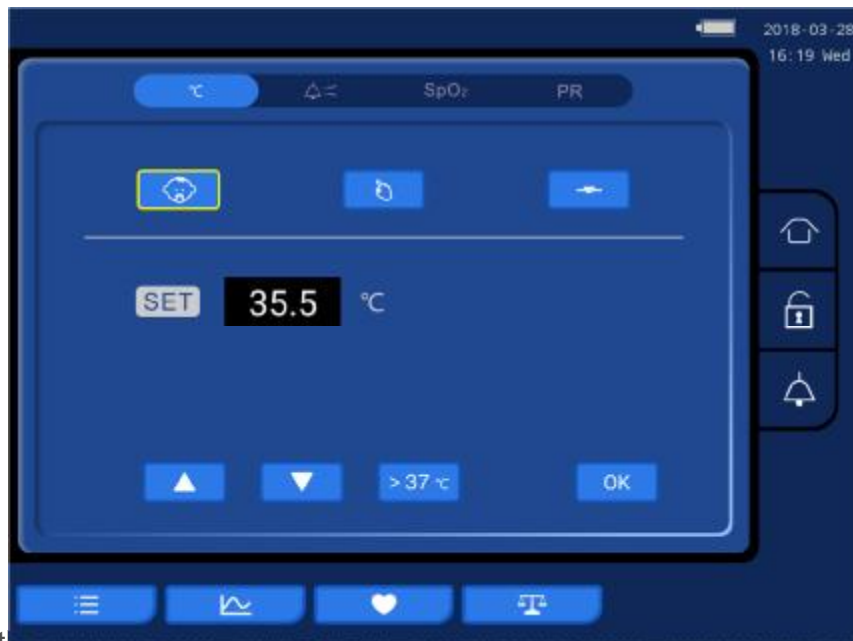 2018-03-28
16:19 Wed
℃ SpO₂ PR
SET 35.5 ℃
>37 ℃ OK